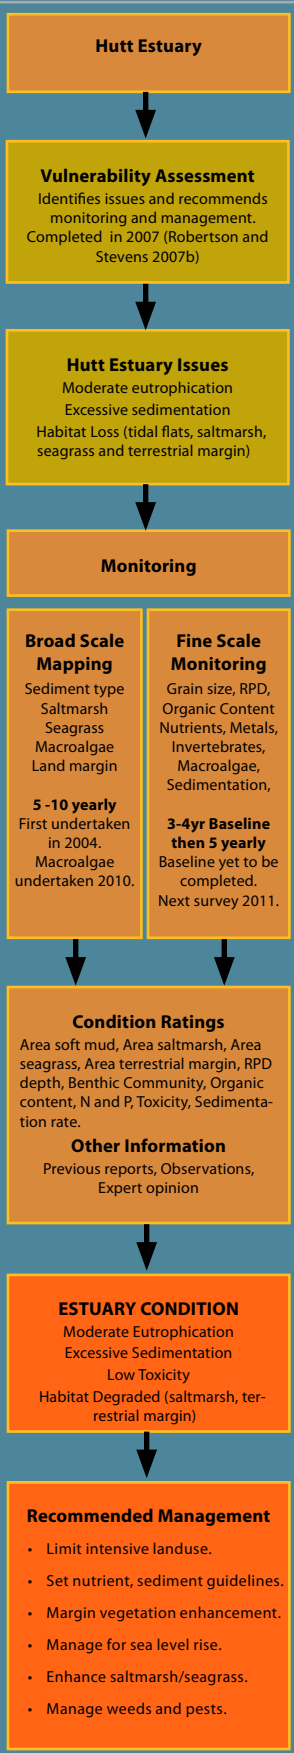 Hutt Estuary
Vulnerability Assessment
Identifies issues and recommends
monitoring and management.
Completed in 2007 (Robertson and
Stevens 2007b)
Hutt Estuary Issues
Moderate eutrophication
Excessive sedimentation
Habitat Loss (tidal flats, saltmarsh,
seagrass and terrestrial margin)
Monitoring
Broad Scale
Mapping
Sediment type
Saltmarsh
Seagrass
Macroalgae
Land margin
5 -10 yearly
First undertaken
in 2004.
Macroalgae
undertaken 2010.
Fine Scale
Monitoring
Grain size, RPD,
Organic Content
Nutrients, Metals,
Invertebrates,
Macroalgae,
Sedimentation,
3-4yr Baseline
then 5 yearly
Baseline yet to be
completed.
Next survey 2011.
Condition Ratings
Area soft mud, Area saltmarsh, Area
seagrass, Area terrestrial margin, RPD
depth, Benthic Community, Organic
content, N and P, Toxicity, Sedimenta-
tion rate.
Other Information
Previous reports, Observations,
Expert opinion
ESTUARY CONDITION
Moderate Eutrophication
Excessive Sedimentation
Low Toxicity
Habitat Degraded (saltmarsh, ter-
restrial margin)
Recommended Management
• Limit intensive landuse.
• Set nutrient, sediment guidelines.
• Margin vegetation enhancement.
• Manage for sea level rise.
• Enhance saltmarsh/seagrass.
• Manage weeds and pests.